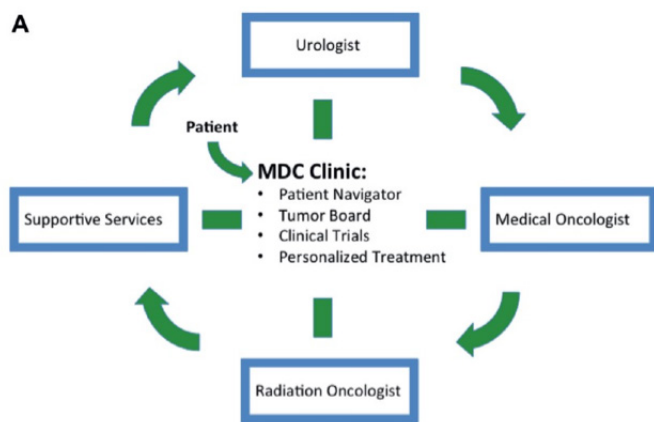 A
Urologist
Patient
MDC Clinic:
• Patient Navigator
• Tumor Board
• Clinical Trials
• Personalized Treatment
Supportive Services
Medical Oncologist
Radiation Oncologist